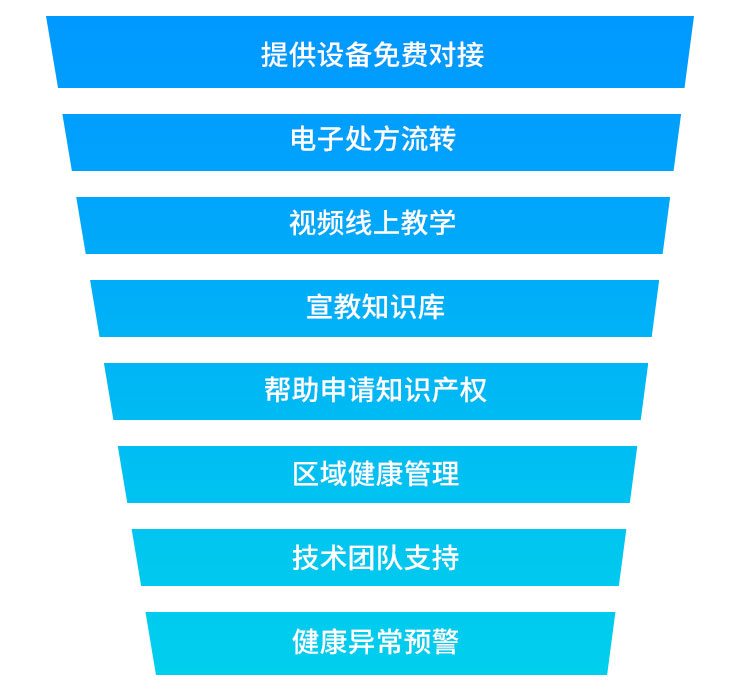 提供设备免费对接
电子处方流转
视频线上教学
宣教知识库
帮助申请知识产权
区域健康管理
技术团队支持
健康异常预警